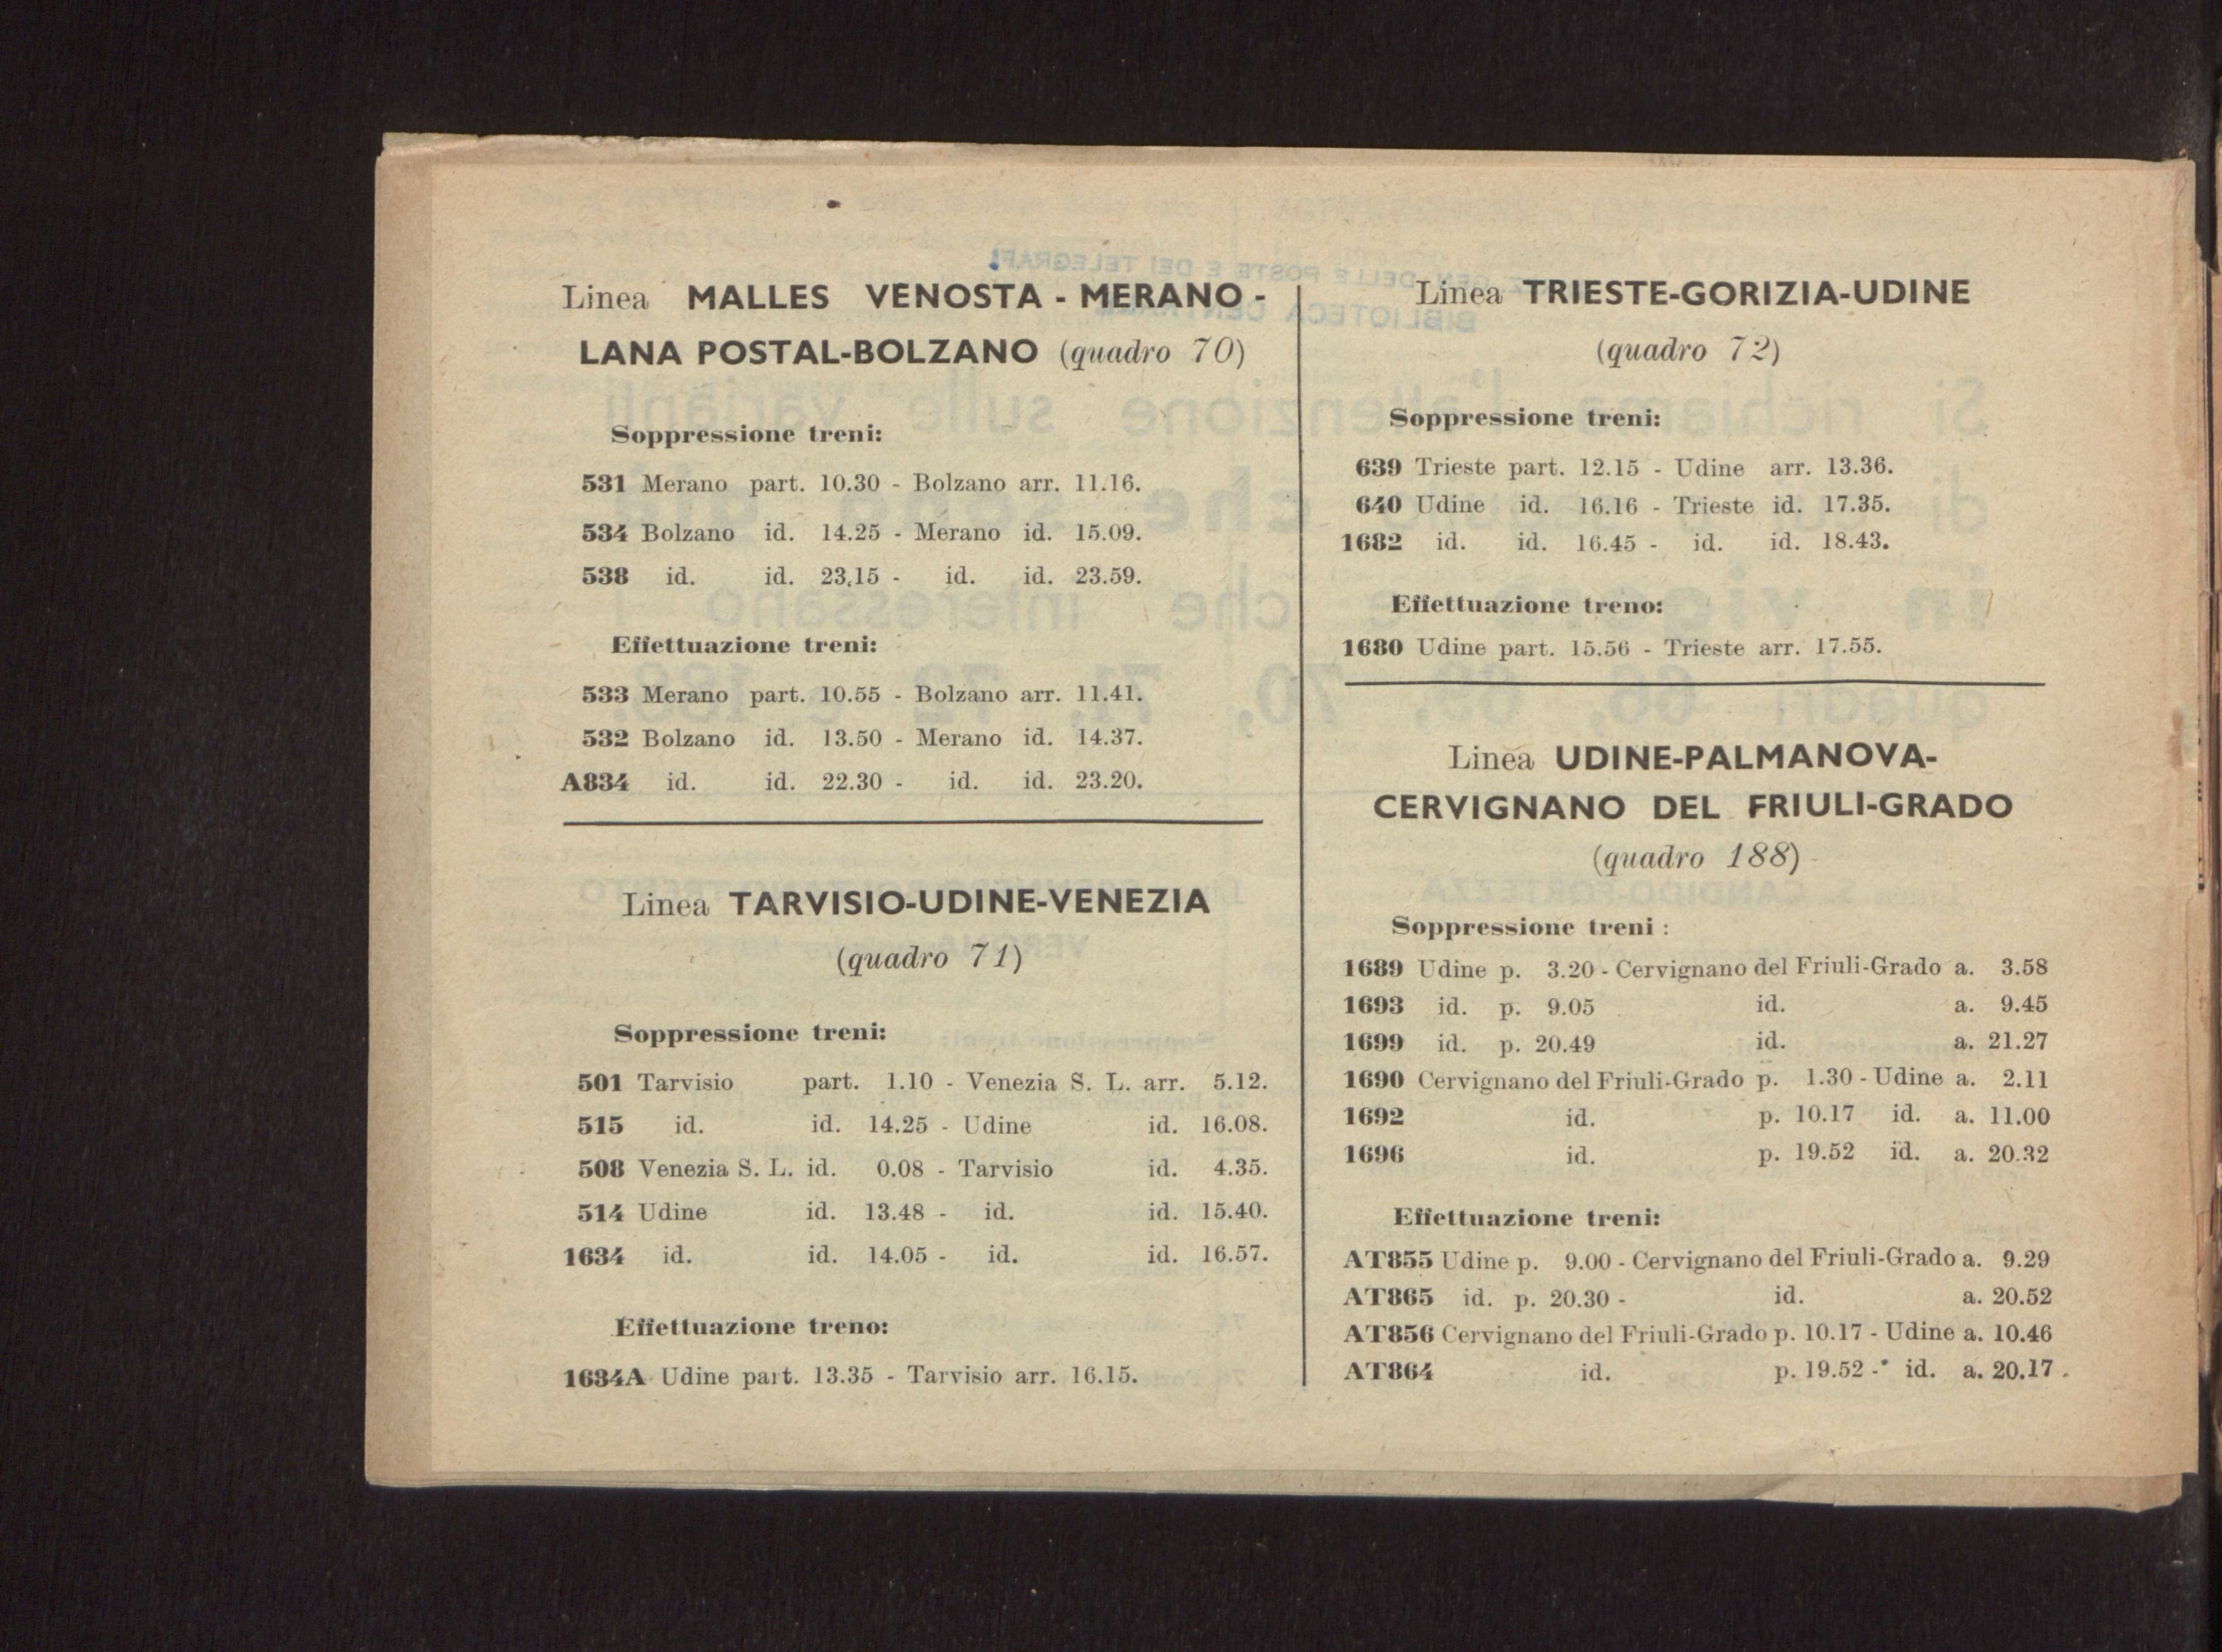 Linea MALLES VENOSTA - MERANO -
LANA POSTAL-BOLZANO (quadro 70)
Soppressione treni:
531 Merano part. 10.30 - Bolzano arr. 11.16.
534 Bolzano id. 14.25 - Merano id. 15.09.
538 id. id. 23.15 - id. id. 23.59.
Effettuazione treni:
533 Merano part. 10.55 - Bolzano arr. 11.41.
532 Bolzano id. 13.50 - Merano id. 14.37.
A834 id. id. 22.30 - id. id. 23.20.
Linea TARVISIO-UDINE-VENEZIA
(quadro 71)
Soppressione treni:
501 Tarvisio part. 1.10 - Venezia S. L. arr. 5.12.
515 id. id. 14.25 - Udine id. 16.08.
508 Venezia S. L. id. 0.08 - Tarvisio id. 4.35.
514 Udine id. 13.48 - id. id. 15.40.
1634 id. id. 14.05 - id. id. 16.57.
Effettuazione treno:
1634A Udine part. 13.35 - Tarvisio arr. 16.15.
Linea TRIESTE-GORIZIA-UDINE
(quadro 72)
Soppressione treni:
639 Trieste part. 12.15 - Udine arr. 13.36.
640 Udine id. 16.16 - Trieste id. 17.35.
1682 id. id. 16.45 - id. id. 18.43.
Effettuazione treno:
1680 Udine part. 15.56 - Trieste arr. 17.55.
Linea UDINE-PALMANOVA-
CERVIGNANO DEL FRIULI-GRADO
(quadro 188)
Soppressione treni :
1689 Udine p. 3.20 - Cervignano del Friuli-Grado a. 3.58
1693 id. p. 9.05 id. a. 9.45
1699 id. p. 20.49 id. a. 21.27
1690 Cervignano del Friuli-Grado p. 1.30 - Udine a. 2.11
1692 id. p. 10.17 id. a. 11.00
1696 id. p. 19.52 id. a. 20.32
Effettuazione treni:
AT855 Udine p. 9.00 - Cervignano del Friuli-Grado a. 9.29
AT865 id. p. 20.30 - id. a. 20.52
AT856 Cervignano del Friuli-Grado p. 10.17 - Udine a. 10.46
AT864 id. p. 19.52 - id. a. 20.17.